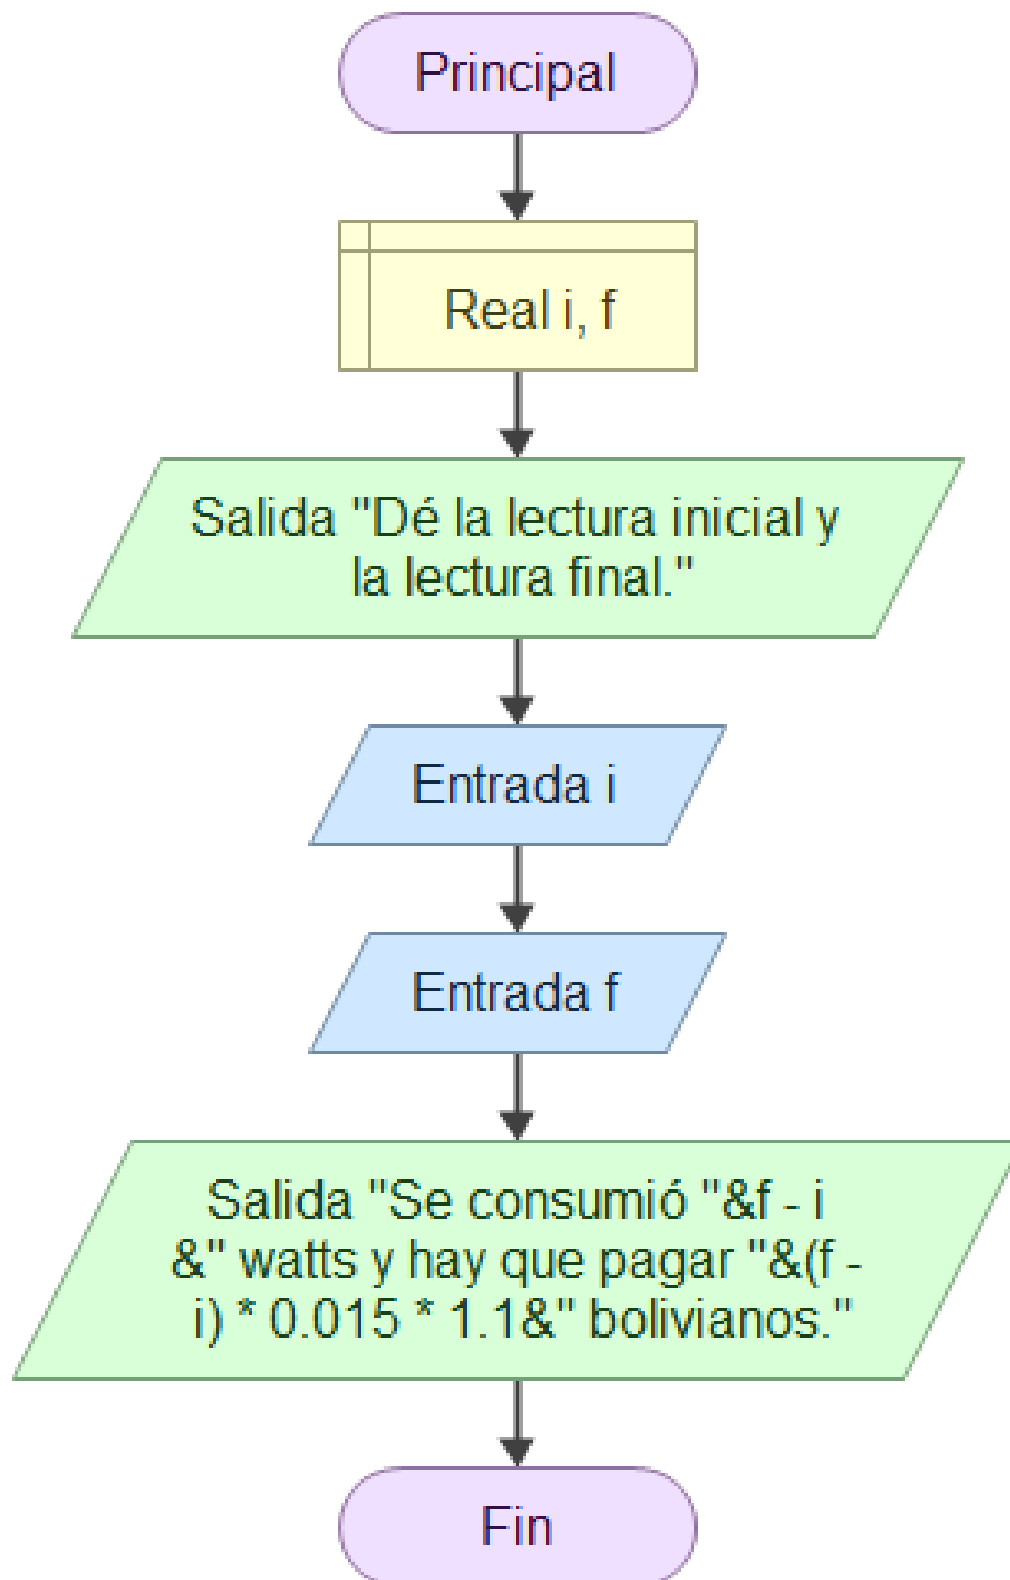 Principal
Real i, f
Salida "Dé la lectura inicial y
la lectura final."
Entrada i
Entrada f
Salida "Se consumió "&f - i
&" watts y hay que pagar "&(f -
i) * 0.015 * 1.1&" bolivianos."
Fin